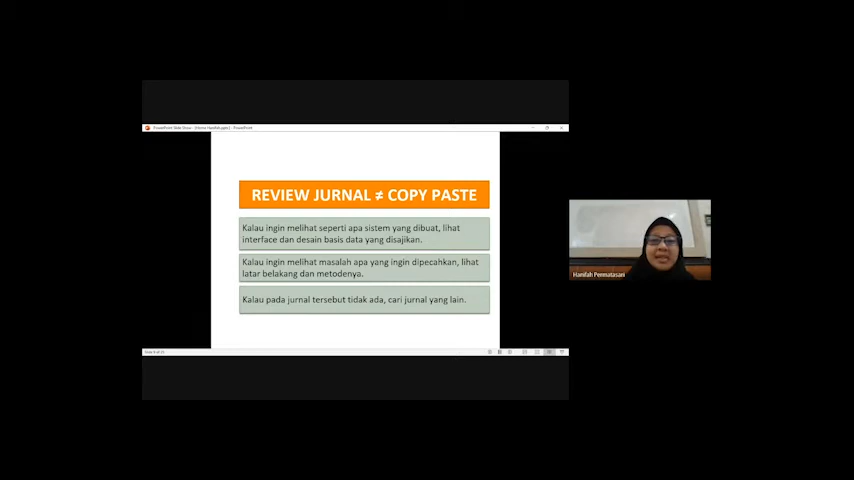 REVIEW JURNAL ≠ COPY PASTE
Kalau ingin melihat seperti apa sistem yang dibuat, lihat
interface dan desain basis data yang disajikan.
Kalau ingin melihat masalah apa yang ingin dipecahkan, lihat
latar belakang dan metodenya.
Kalau pada jurnal tersebut tidak ada, cari jurnal yang lain.
Hanifah Permatasari